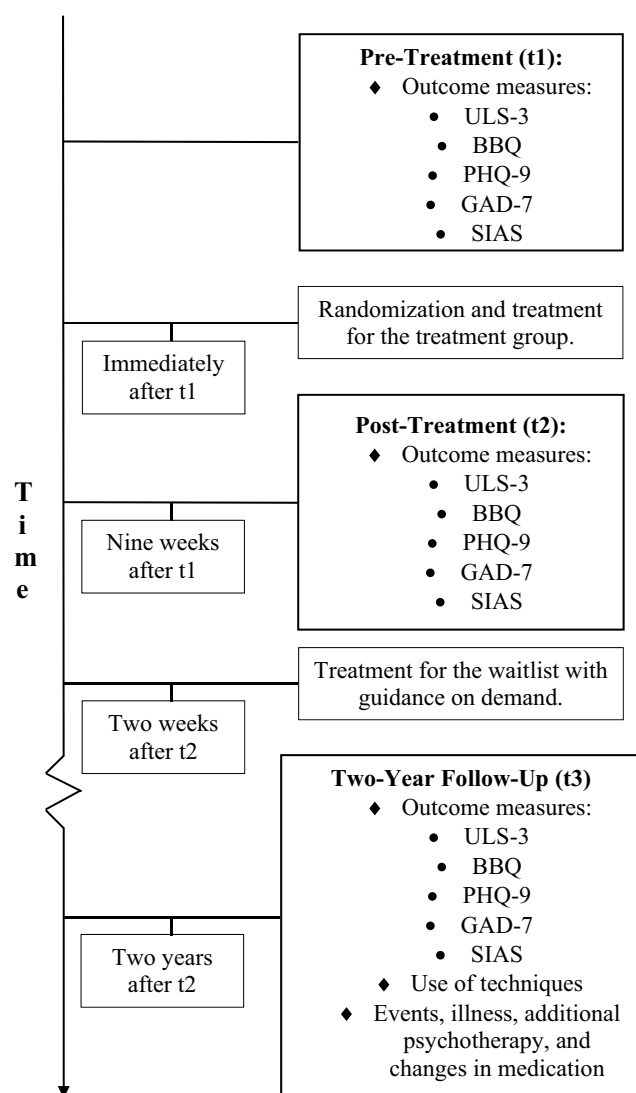 Pre-Treatment (t1):
♦ Outcome measures:
• ULS-3
• BBQ
• PHQ-9
• GAD-7
• SIAS
Randomization and treatment
for the treatment group.
Immediately
after t1
Post-Treatment (t2):
♦ Outcome measures:
• ULS-3
• BBQ
• PHQ-9
• GAD-7
• SIAS
Time
Nine weeks
after t1
Treatment for the waitlist with
guidance on demand.
Two weeks
after t2
Two-Year Follow-Up (t3)
♦ Outcome measures:
• ULS-3
• BBQ
• PHQ-9
• GAD-7
• SIAS
♦ Use of techniques
♦ Events, illness, additional
psychotherapy, and
changes in medication
Two years
after t2